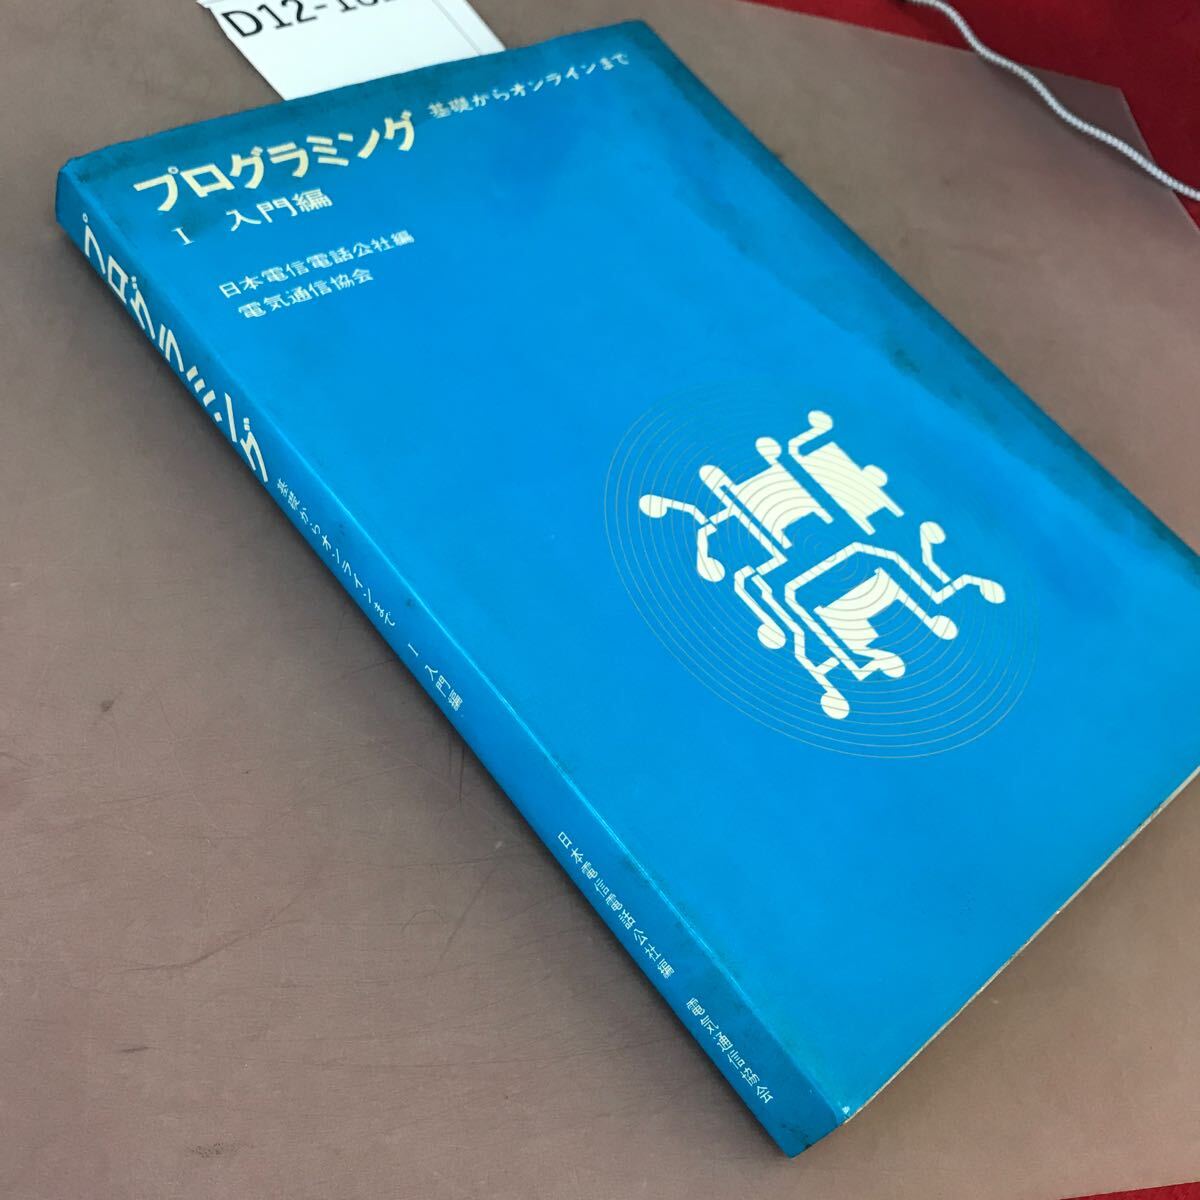 プログラミング 基礎からオンラインまで
I 入門編
日本電信電話公社編
電気通信協会
プログラミング 基礎からオンラインまで I 入門編 日本電信電話公社編 電気通信協会